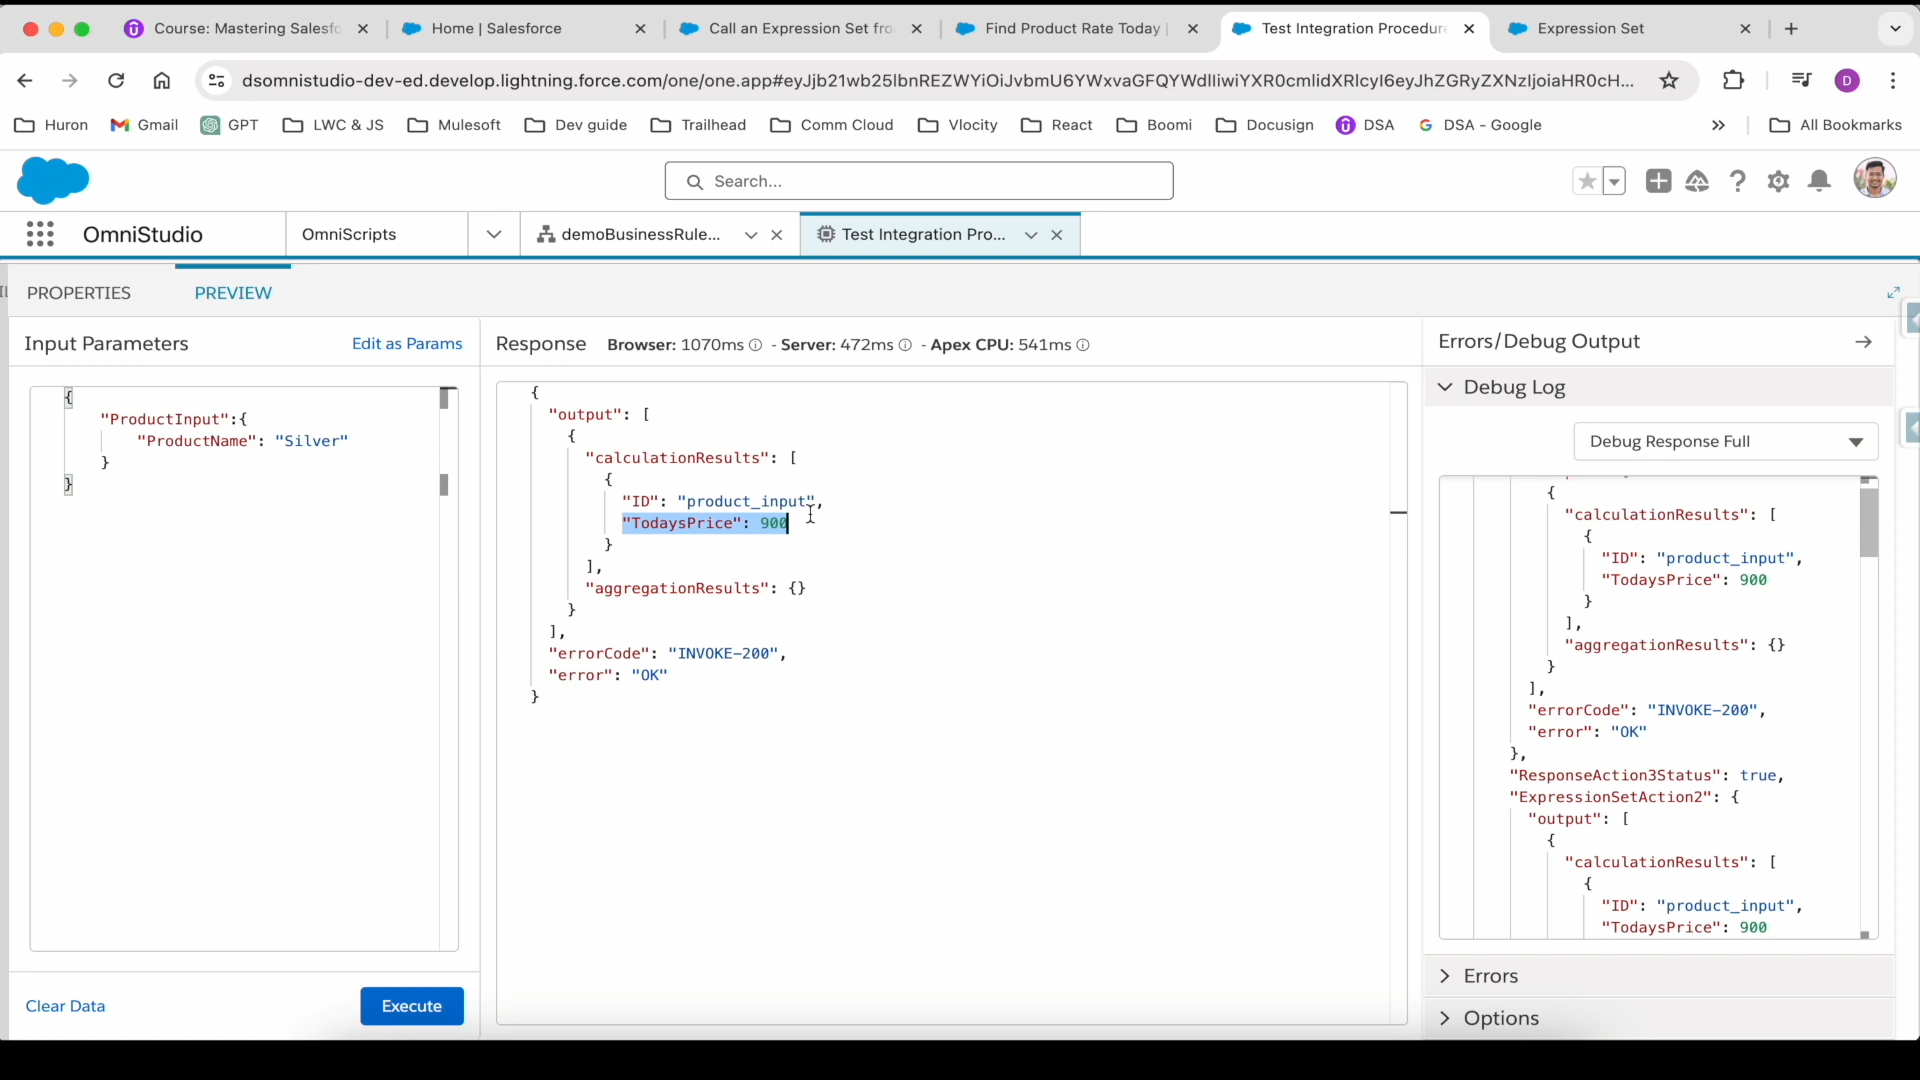 Course: Mastering Salesfo
Home | Salesforce
Call an Expression Set fro
Find Product Rate Today |
Test Integration Procedure
Expression Set
dsomnistudio-dev-ed.develop.lightning.force.com/one/one.app#eyJjb21wb25lbnREZWYiOiJvbmU6YWxvaGFQYWdlIiwiYXR0cmlidXRlcyI6eyJhZGRyZXNzIjoiaHR0cH...
D
Huron
Gmail
GPT
LWC & JS
Mulesoft
Dev guide
Trailhead
Comm Cloud
Vlocity
React
Boomi
Docusign
DSA
DSA - Google
All Bookmarks
Search...
OmniStudio
OmniScripts
demoBusinessRule...
Test Integration Pro...
PROPERTIES
PREVIEW
Input Parameters
Edit as Params
{
"ProductInput":{
"ProductName": "Silver"
}
}
Clear Data
Execute
Response Browser: 1070ms - Server: 472ms - Apex CPU: 541ms
{
"output": [
{
"calculationResults": [
{
"ID": "product_input",
"TodaysPrice": 900
}
],
"aggregationResults": {}
}
],
"errorCode": "INVOKE-200",
"error": "OK"
}
Errors/Debug Output
Debug Log
Debug Response Full
{
"calculationResults": [
{
"ID": "product_input",
"TodaysPrice": 900
}
],
"aggregationResults": {}
}
],
"errorCode": "INVOKE-200",
"error": "OK"
},
"ResponseAction3Status": true,
"ExpressionSetAction2": {
"output": [
{
"calculationResults": [
{
"ID": "product_input",
"TodaysPrice": 900
Errors
Options